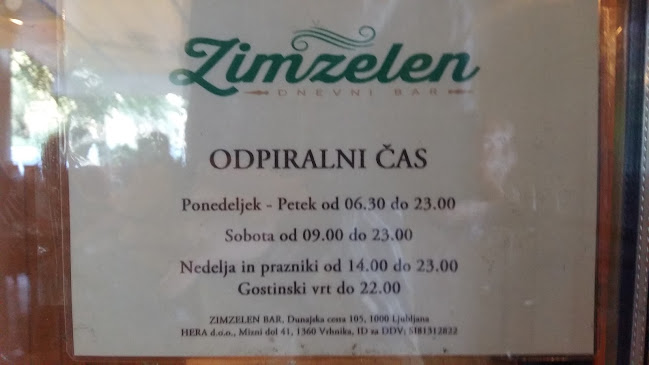 Zimzelen
DNEVNI BAR
ODPIRALNI ČAS
Ponedeljek - Petek od 06.30 do 23.00
Sobota od 09.00 do 23.00
Nedelja in prazniki od 14.00 do 23.00
Gostinski vrt do 22.00
ZIMZELEN BAR, Dunajska cesta 105, 1000 Ljubljana
HERA d.o.o., Mizni dol 41, 1360 Vrhnika, ID za DDV: SI81312822